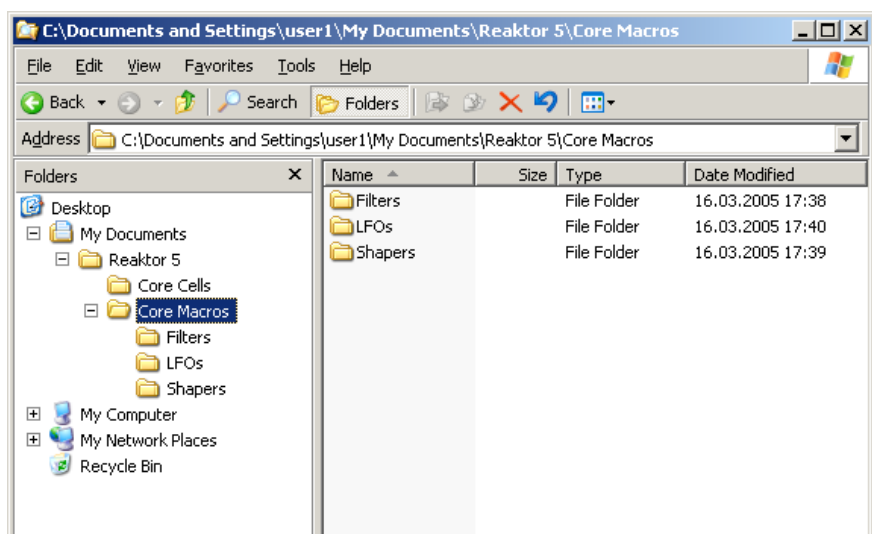 C:\Documents and Settings\user1\My Documents\Reaktor 5\Core Macros
File Edit View Favorites Tools Help
Back Search Folders
Address C:\Documents and Settings\user1\My Documents\Reaktor 5\Core Macros
Folders Name Size Type Date Modified
Desktop
My Documents
Reaktor 5
Core Cells
Core Macros
Filters
LFOs
Shapers
My Computer
My Network Places
Recycle Bin
Filters File Folder 16.03.2005 17:38
LFOs File Folder 16.03.2005 17:40
Shapers File Folder 16.03.2005 17:39